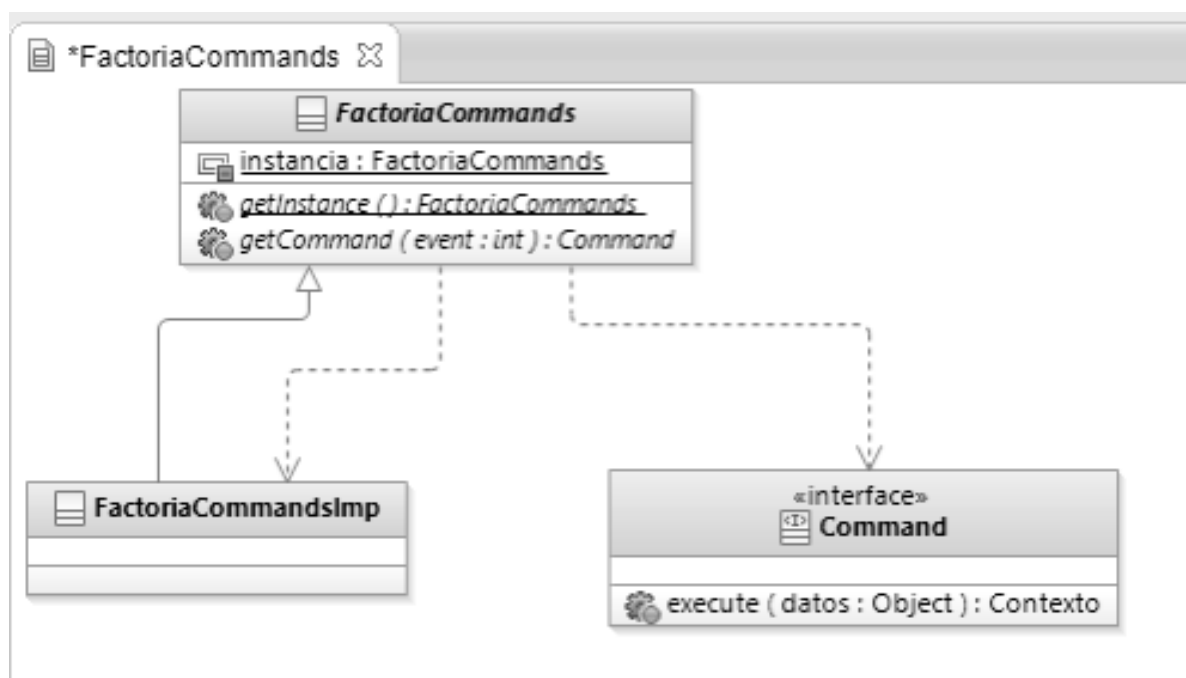 *FactoriaCommands
FactoriaCommands
instancia : FactoriaCommands
getInstance ( ) : FactoriaCommands
getCommand ( event : int ) : Command
FactoriaCommandsImp
«interface»
<I>
Command
execute ( datos : Object ) : Contexto